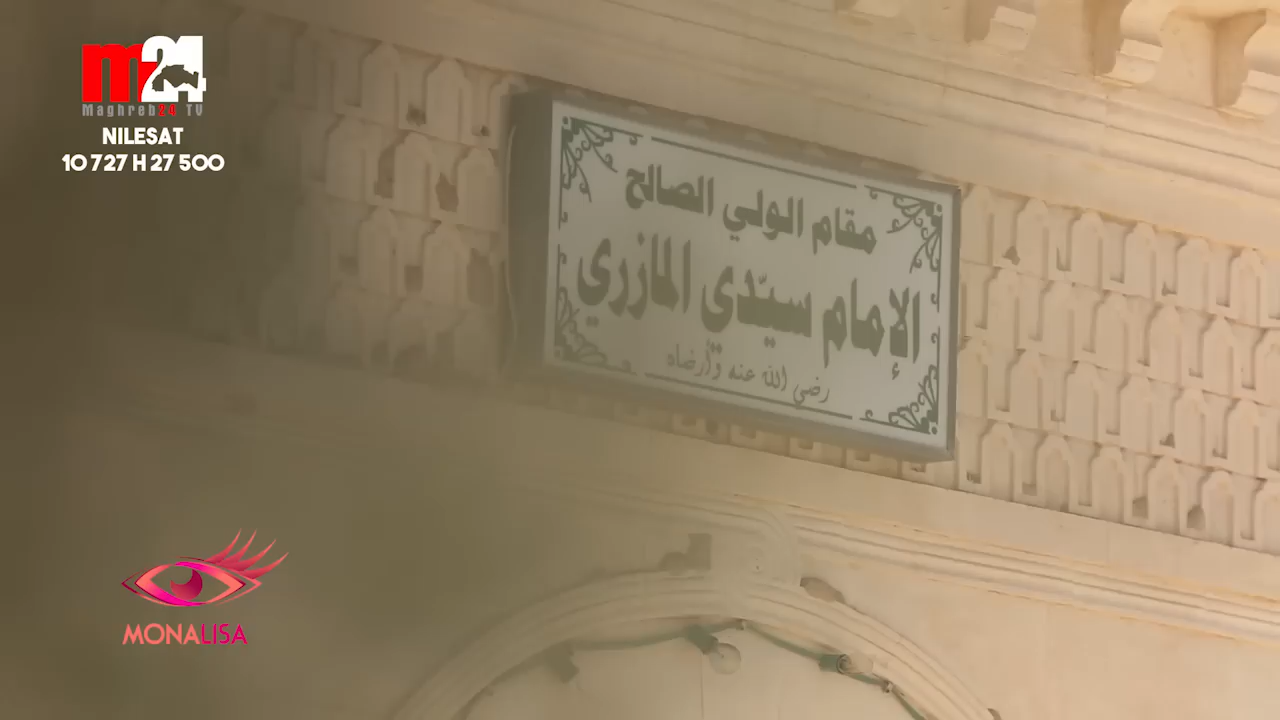 m24
Maghreb24 TV
NILESAT
10 727 H 27 500
مقام الولي الصالح
الإمام سيّدي المازري
رضي الله عنه وأرضاه
MONALISA